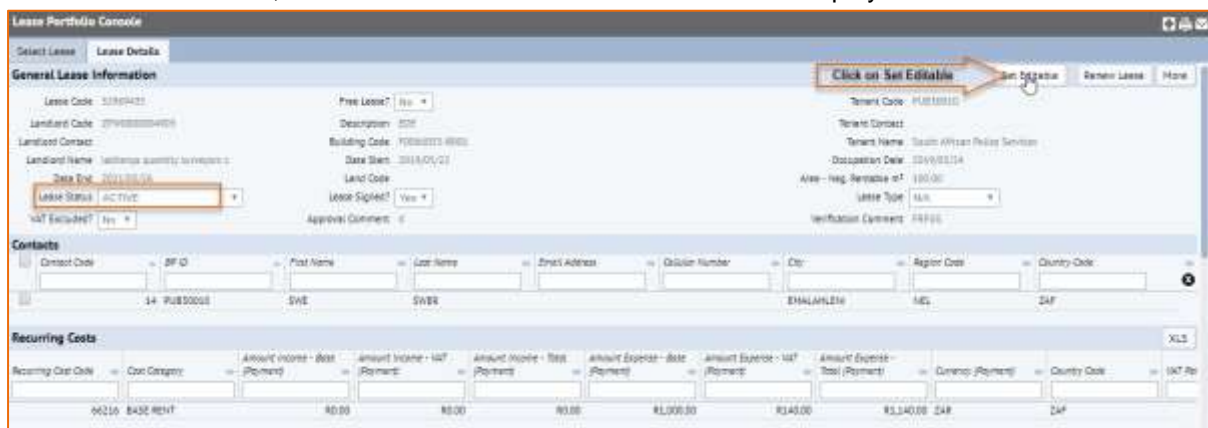 Lease Portfolio Console
Select Lease Lease Details
General Lease Information Click on Set Editable Set Editable Renew Lease More
Lease Code Free Lease? No Tenant Code
Landlord Code Description Tenant Contact
Landlord Contact Building Code Tenant Name South African Police Services
Landlord Name Date Start Occupation Date
Date End Land Code Area - Neg. Rentable m² 100.00
Lease Status ACTIVE Lease Signed? Yes Lease Type N/A
VAT Excluded? No Approval Comment Verification Comment
Contacts
Contact Code BP ID First Name Last Name Email Address Cellular Number City Region Code Country Code
14 PUB30010 SWE SWER EMALAHLENI NEL ZAF
Recurring Costs XLS
Amount Income - Base Amount Income - VAT Amount Income - Total Amount Expense - Base Amount Expense - VAT Amount Expense -
Recurring Cost Code Cost Category (Payment) (Payment) (Payment) (Payment) (Payment) Total (Payment) Currency (Payment) Country Code VAT
66216 BASE RENT R0.00 R0.00 R0.00 R1,000.00 R140.00 R1,140.00 ZAR ZAF